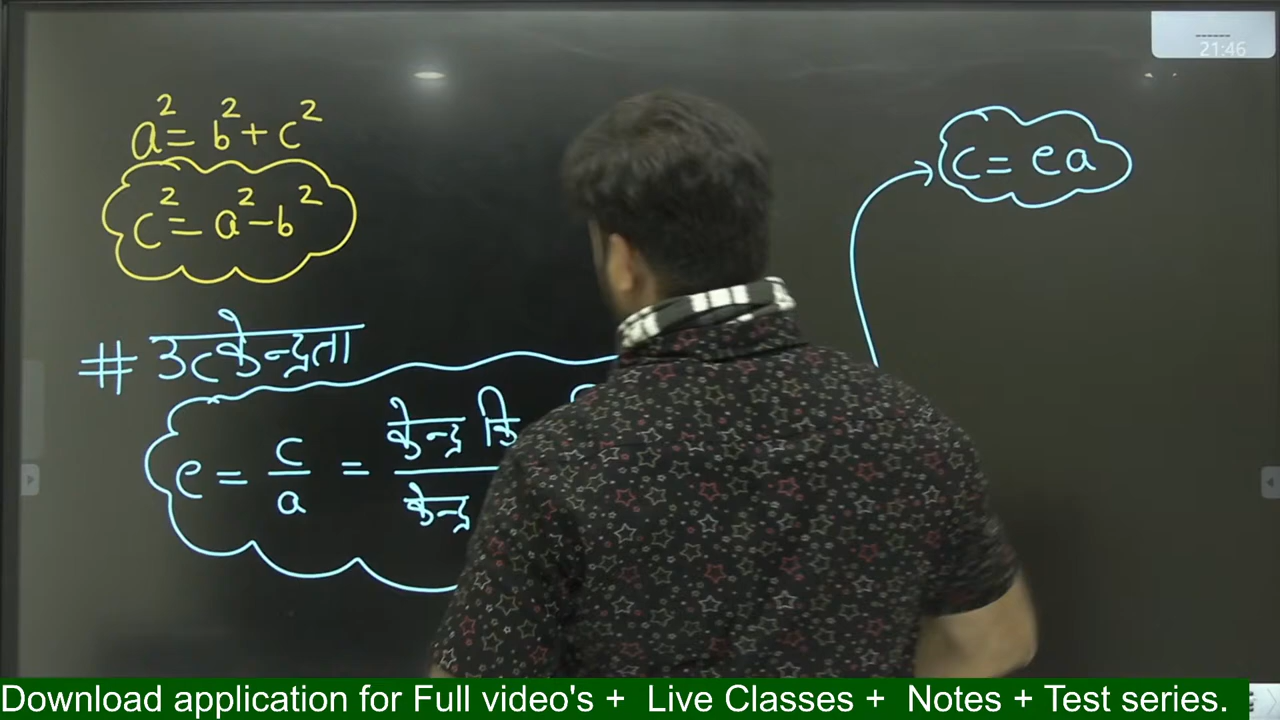 21:46
a² = b² + c²
c² = a² - b²
c = ea
# उत्केन्द्रता
e = c/a = केन्द्र कि
केन्द्र
Download application for Full video's + Live Classes + Notes + Test series.